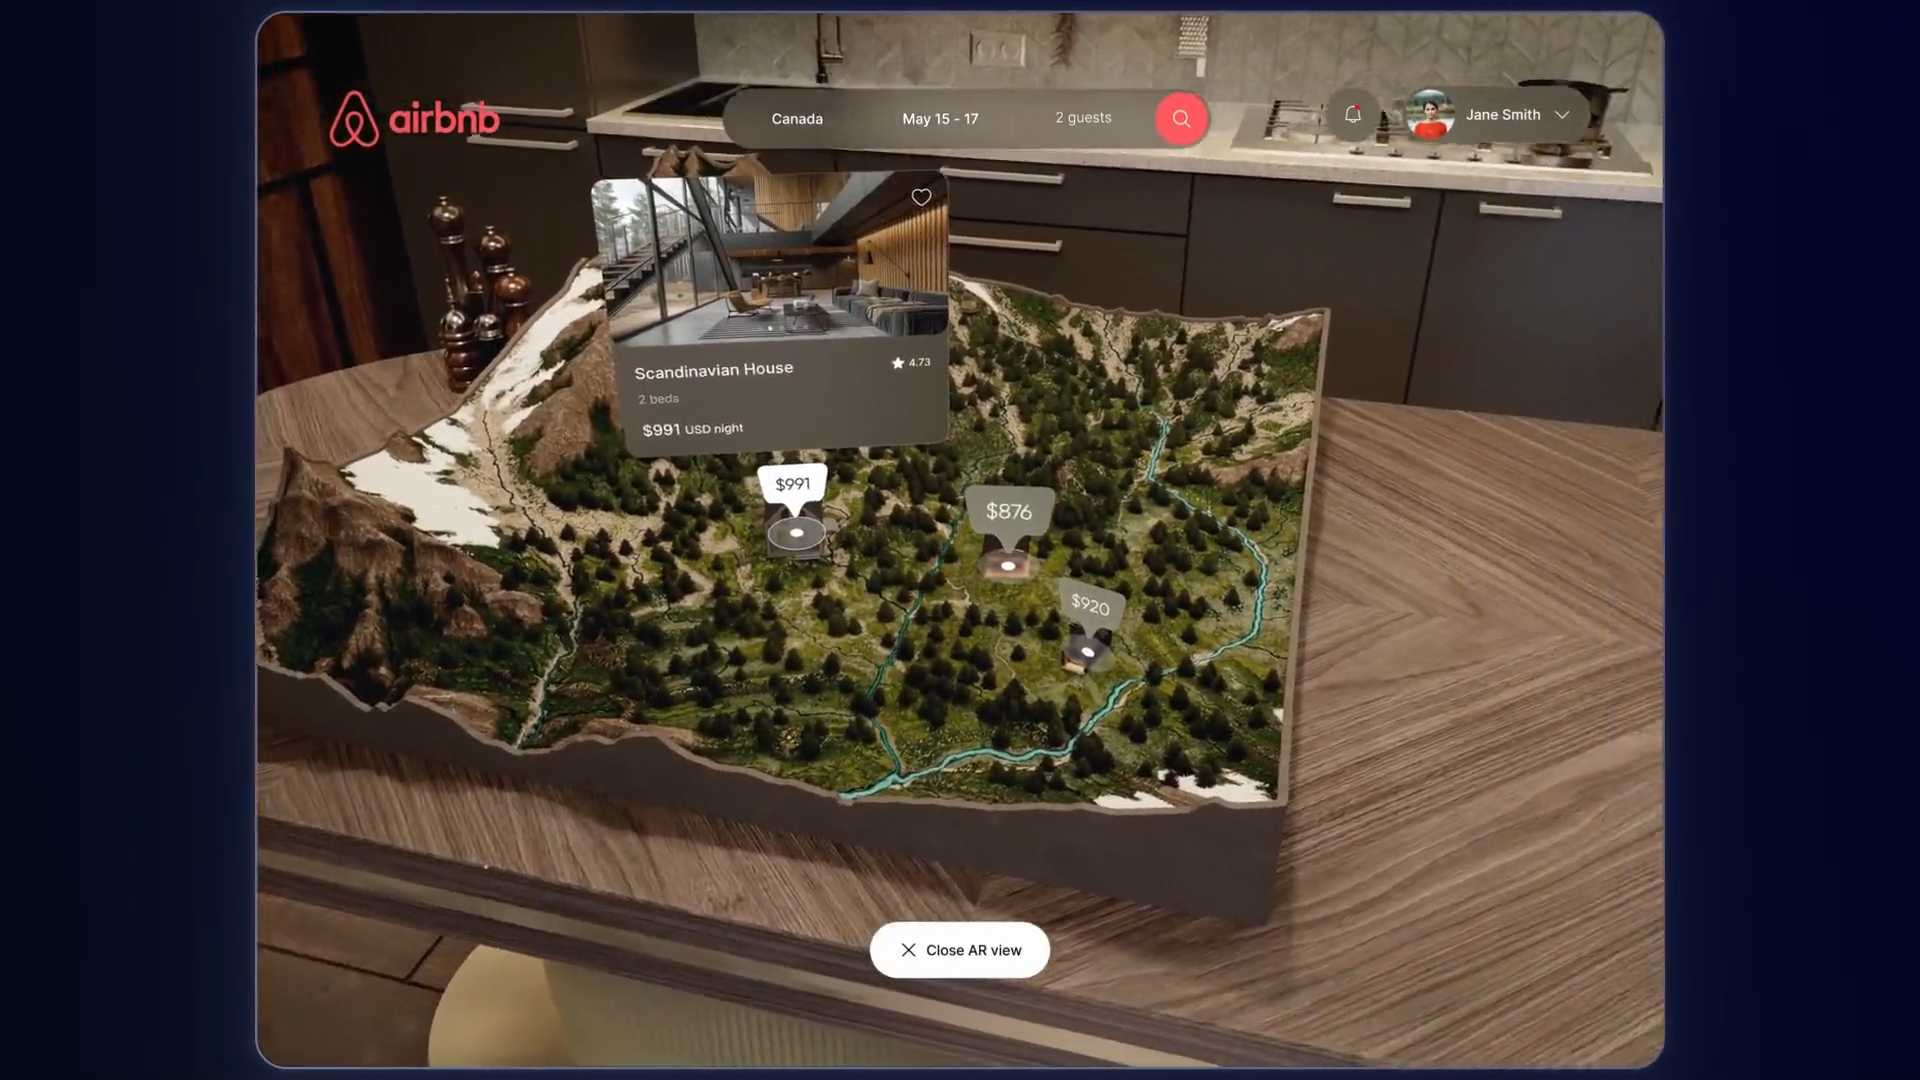 airbnb
Canada
May 15 - 17
2 guests
Jane Smith
Scandinavian House
4.73
2 beds
$991 USD night
$991
$876
$920
Close AR view